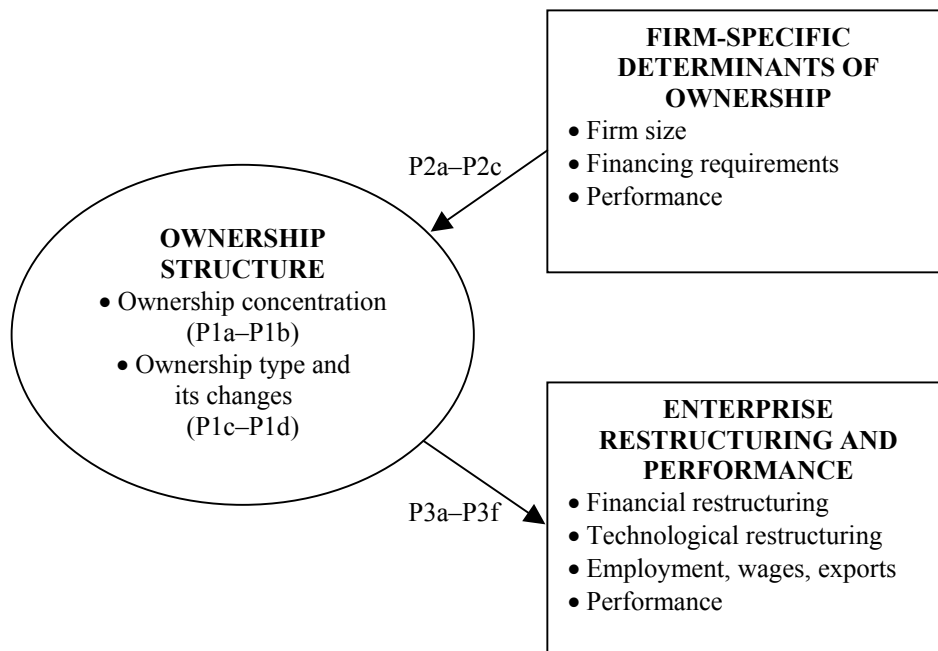 FIRM-SPECIFIC
DETERMINANTS OF
OWNERSHIP
• Firm size
• Financing requirements
• Performance
P2a–P2c
OWNERSHIP
STRUCTURE
• Ownership concentration
(P1a–P1b)
• Ownership type and
its changes
(P1c–P1d)
P3a–P3f
ENTERPRISE
RESTRUCTURING AND
PERFORMANCE
• Financial restructuring
• Technological restructuring
• Employment, wages, exports
• Performance